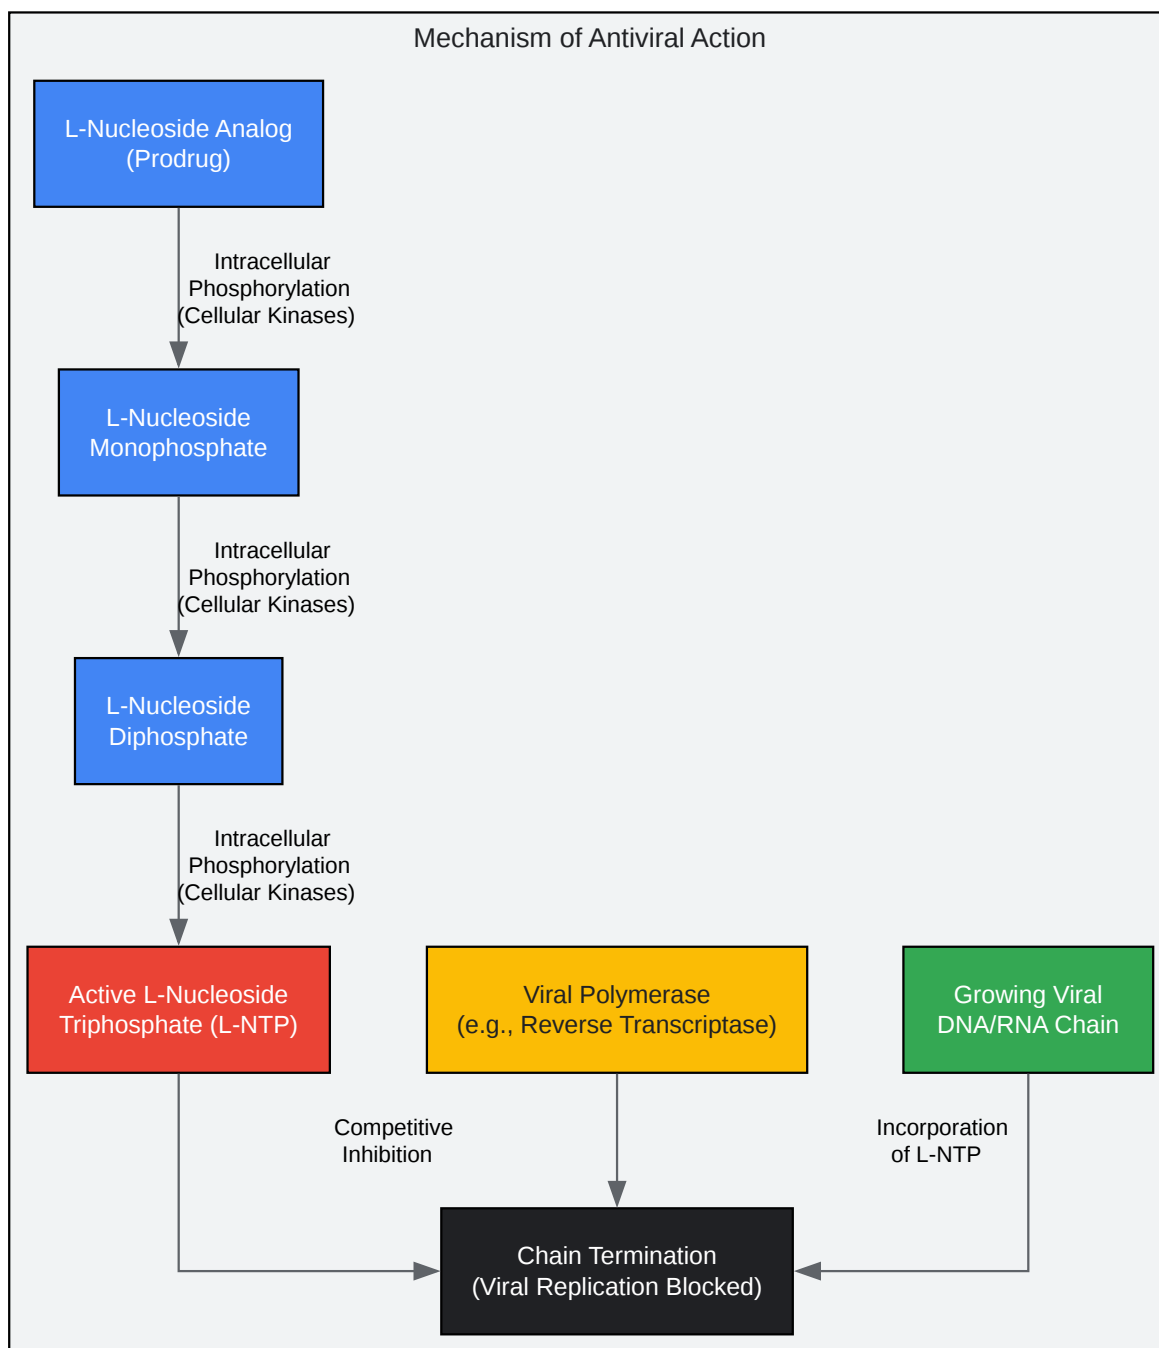 Mechanism of Antiviral Action
L-Nucleoside Analog
(Prodrug)
Intracellular
Phosphorylation
(Cellular Kinases)
L-Nucleoside
Monophosphate
Intracellular
Phosphorylation
(Cellular Kinases)
L-Nucleoside
Diphosphate
Intracellular
Phosphorylation
(Cellular Kinases)
Active L-Nucleoside
Triphosphate (L-NTP)
Viral Polymerase
(e.g., Reverse Transcriptase)
Growing Viral
DNA/RNA Chain
Competitive
Inhibition
Incorporation
of L-NTP
Chain Termination
(Viral Replication Blocked)